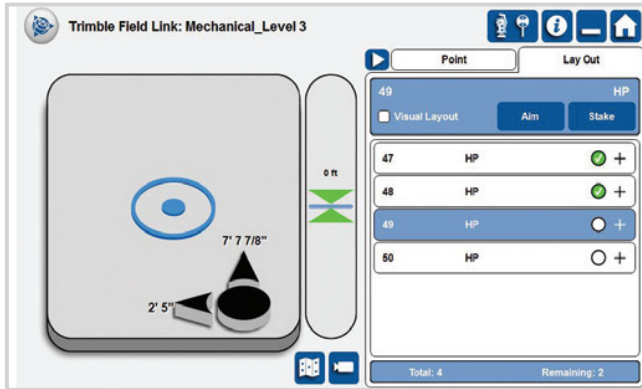 Trimble Field Link: Mechanical_Level 3
Point
Lay Out
49 HP
Visual Layout
Aim
Stake
0 ft
47 HP
48 HP
49 HP
50 HP
7' 7 7/8"
2' 5"
Total: 4 Remaining: 2